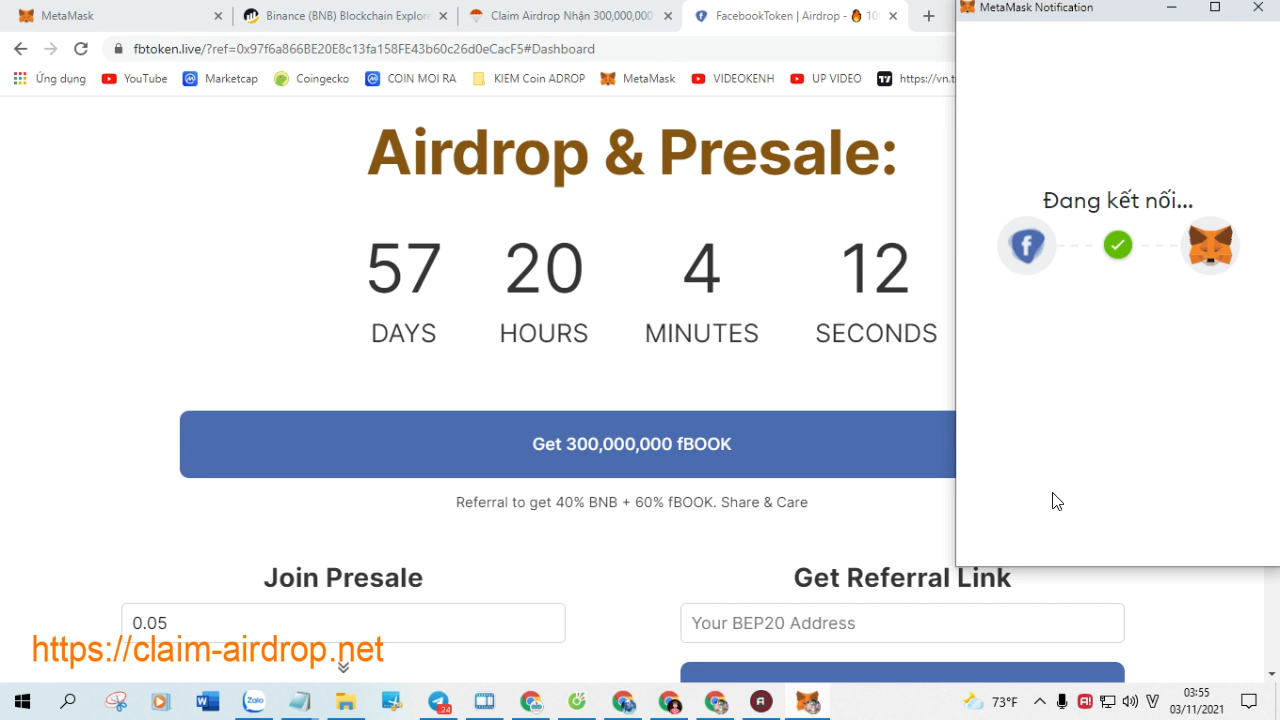 MetaMask
Binance (BNB) Blockchain Explor
Claim Airdrop Nhận 300,000,000
FacebookToken | Airdrop - 🔥 10
MetaMask Notification
fbtoken.live/?ref=0x97f6a866BE20E8c13fa158FE43b60c26d0eCacF5#Dashboard
Ứng dụng
YouTube
Marketcap
Coingecko
COIN MOI RA
KIEM Coin ADROP
MetaMask
VIDEOKENH
UP VIDEO
https://vn.t
Airdrop & Presale:
57 20 4 12
DAYS HOURS MINUTES SECONDS
Đang kết nối...
Get 300,000,000 fBOOK
Referral to get 40% BNB + 60% fBOOK. Share & Care
Join Presale
Get Referral Link
0.05
Your BEP20 Address
https://claim-airdrop.net
Zalo
24
73°F
03:55
03/11/2021